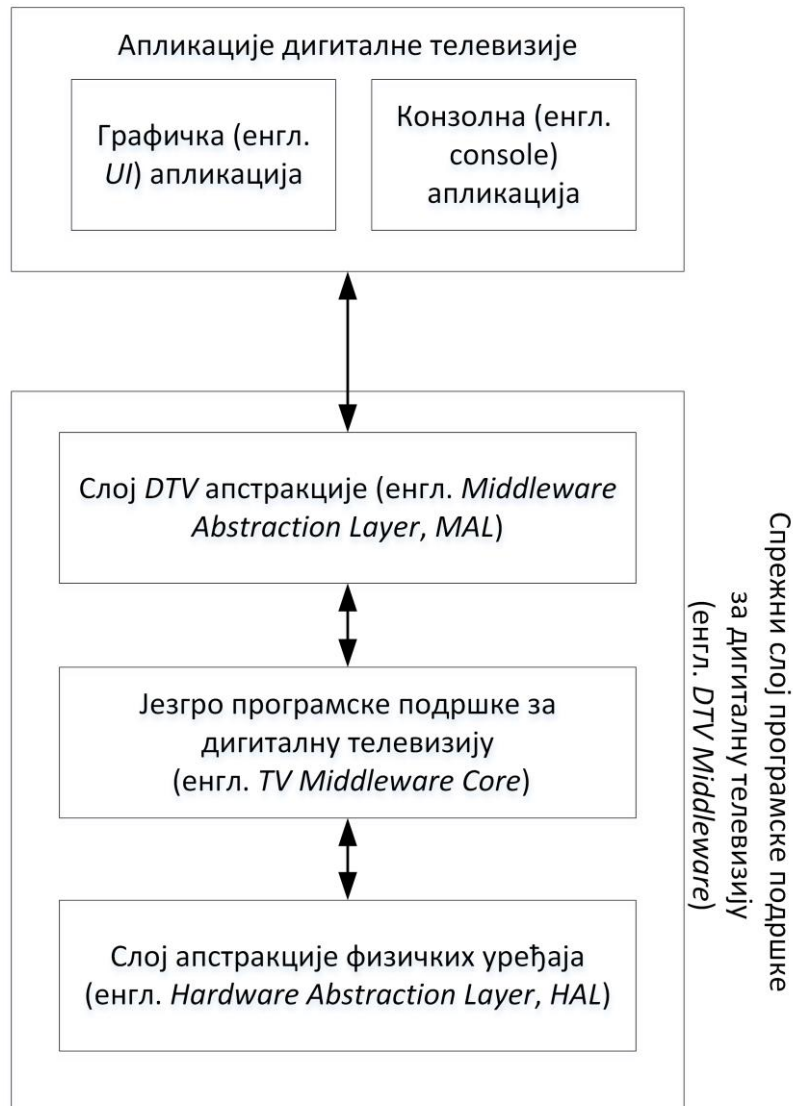 Апликације дигиталне телевизије
Графичка (енгл.
UI) апликација
Конзолна (енгл.
console)
апликација
Слој DTV апстракције (енгл. Middleware
Abstraction Layer, MAL)
Језгро програмске подршке за
дигиталну телевизију
(енгл. TV Middleware Core)
Слој апстракције физичких уређаја
(енгл. Hardware Abstraction Layer, HAL)
Спрежни слој програмске подршке
за дигиталну телевизију
(енгл. DTV Middleware)